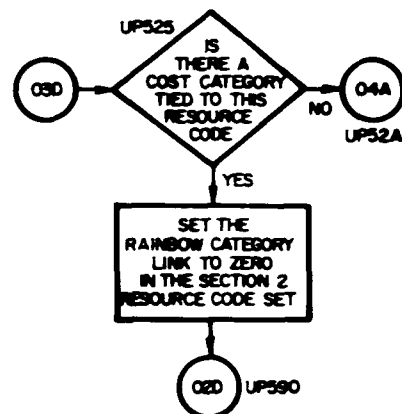 UP525
IS
THERE A
COST CATEGORY
TIED TO THIS
RESOURCE
CODE
03D
NO
04A
UP52A
YES
SET THE
RAINBOW CATEGORY
LINK TO ZERO
IN THE SECTION 2
RESOURCE CODE SET
02D
UP590